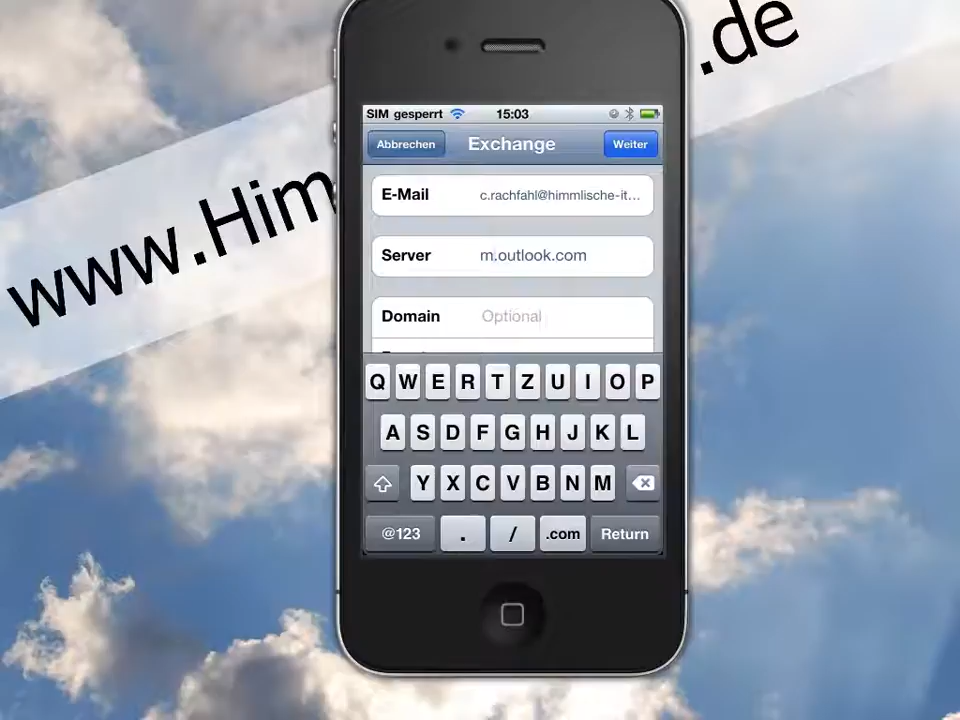 www.Him
.de
SIM gesperrt 15:03
Abbrechen Exchange Weiter
E-Mail c.rachfahl@himmlische-it...
Server m.outlook.com
Domain Optional
Q W E R T Z U I O P
A S D F G H J K L
Y X C V B N M
@123 . / .com Return